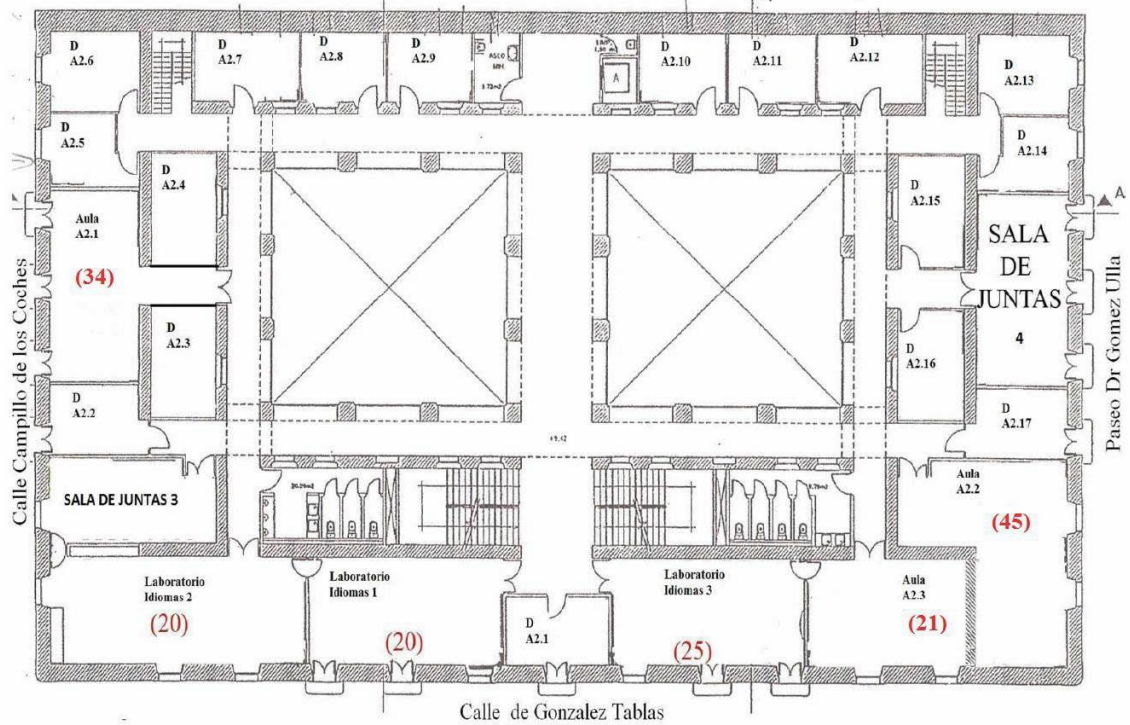 D
A2.6
D
A2.7
D
A2.8
D
A2.9
ASEO
MIN
3.73m2
A
D
A2.10
D
A2.11
D
A2.12
D
A2.13
D
A2.5
D
A2.14
D
A2.4
D
A2.15
A
Aula
A2.1
(34)
SALA
DE
JUNTAS
4
D
A2.3
D
A2.16
D
A2.2
D
A2.17
Calle Campillo de los Coches
Paseo Dr Gomez Ulla
SALA DE JUNTAS 3
Aula
A2.2
(45)
Laboratorio
Idiomas 2
(20)
Laboratorio
Idiomas 1
(20)
D
A2.1
Laboratorio
Idiomas 3
(25)
Aula
A2.3
(21)
Calle de Gonzalez Tablas